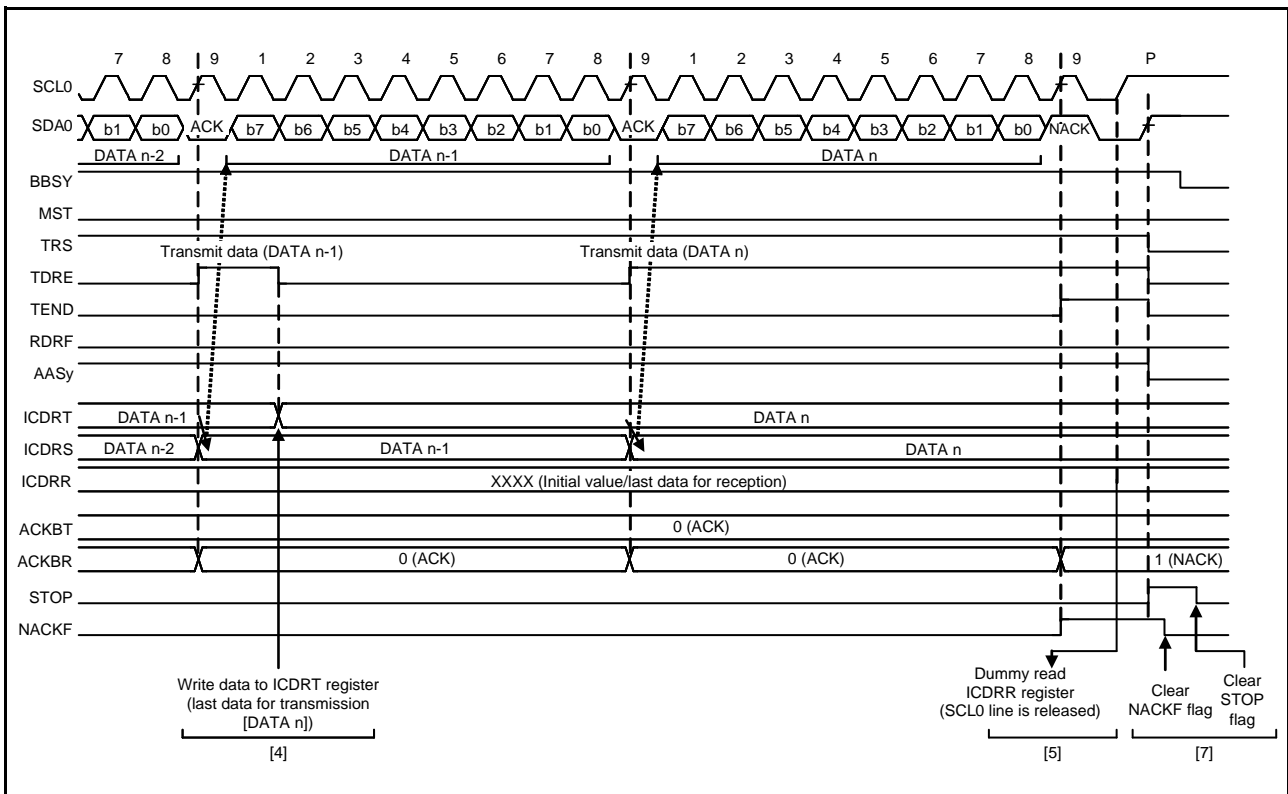 7 8 9 1 2 3 4 5 6 7 8 9 1 2 3 4 5 6 7 8 9 P
SCL0
SDA0 b1 b0 ACK b7 b6 b5 b4 b3 b2 b1 b0 ACK b7 b6 b5 b4 b3 b2 b1 b0 NACK
DATA n-2 DATA n-1 DATA n
BBSY
MST
TRS
Transmit data (DATA n-1) Transmit data (DATA n)
TDRE
TEND
RDRF
AASy
ICDRT DATA n-1 DATA n
ICDRS DATA n-2 DATA n-1 DATA n
ICDRR XXXX (Initial value/last data for reception)
ACKBT 0 (ACK)
ACKBR 0 (ACK) 0 (ACK) 1 (NACK)
STOP
NACKF
Write data to ICDRT register
(last data for transmission
[DATA n])
[4]
Dummy read
ICDRR register
(SCL0 line is released)
[5]
Clear
NACKF flag
Clear
STOP
flag
[7]